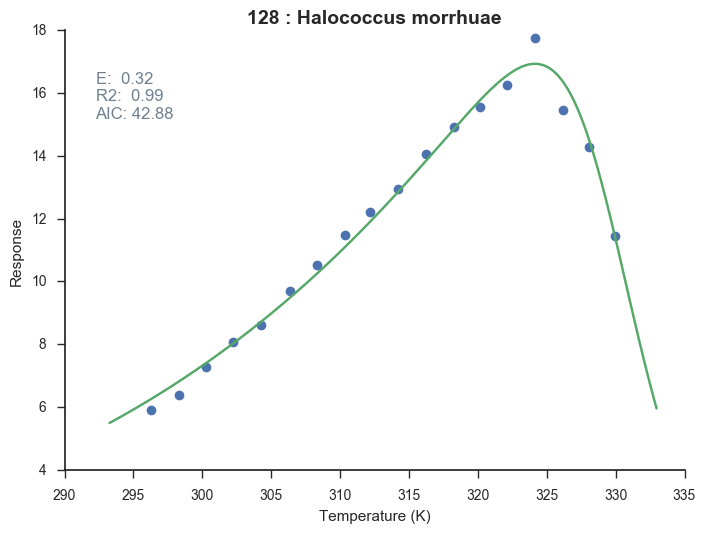 128 : Halococcus morrhuae
E: 0.32
R2: 0.99
AIC: 42.88
Response
18
16
14
12
10
8
6
4
290 295 300 305 310 315 320 325 330 335
Temperature (K)